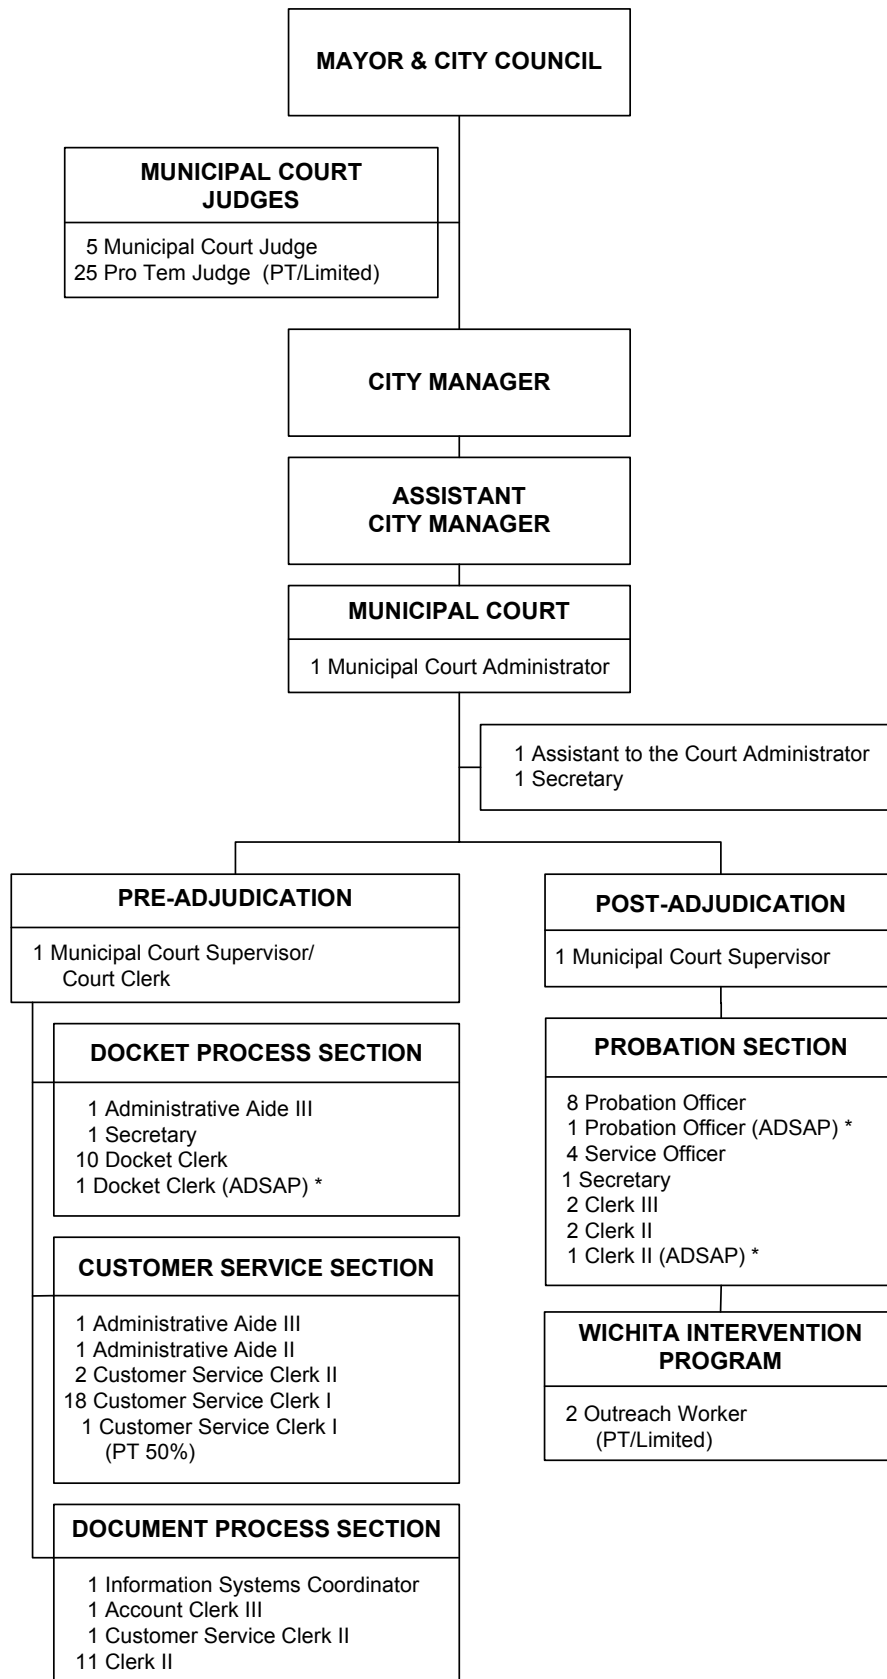 MAYOR & CITY COUNCIL
MUNICIPAL COURT
JUDGES
5 Municipal Court Judge
25 Pro Tem Judge (PT/Limited)
CITY MANAGER
ASSISTANT
CITY MANAGER
MUNICIPAL COURT
1 Municipal Court Administrator
1 Assistant to the Court Administrator
1 Secretary
PRE-ADJUDICATION
1 Municipal Court Supervisor/
Court Clerk
DOCKET PROCESS SECTION
1 Administrative Aide III
1 Secretary
10 Docket Clerk
1 Docket Clerk (ADSAP) *
CUSTOMER SERVICE SECTION
1 Administrative Aide III
1 Administrative Aide II
2 Customer Service Clerk II
18 Customer Service Clerk I
1 Customer Service Clerk I
(PT 50%)
DOCUMENT PROCESS SECTION
1 Information Systems Coordinator
1 Account Clerk III
1 Customer Service Clerk II
11 Clerk II
POST-ADJUDICATION
1 Municipal Court Supervisor
PROBATION SECTION
8 Probation Officer
1 Probation Officer (ADSAP) *
4 Service Officer
1 Secretary
2 Clerk III
2 Clerk II
1 Clerk II (ADSAP) *
WICHITA INTERVENTION
PROGRAM
2 Outreach Worker
(PT/Limited)